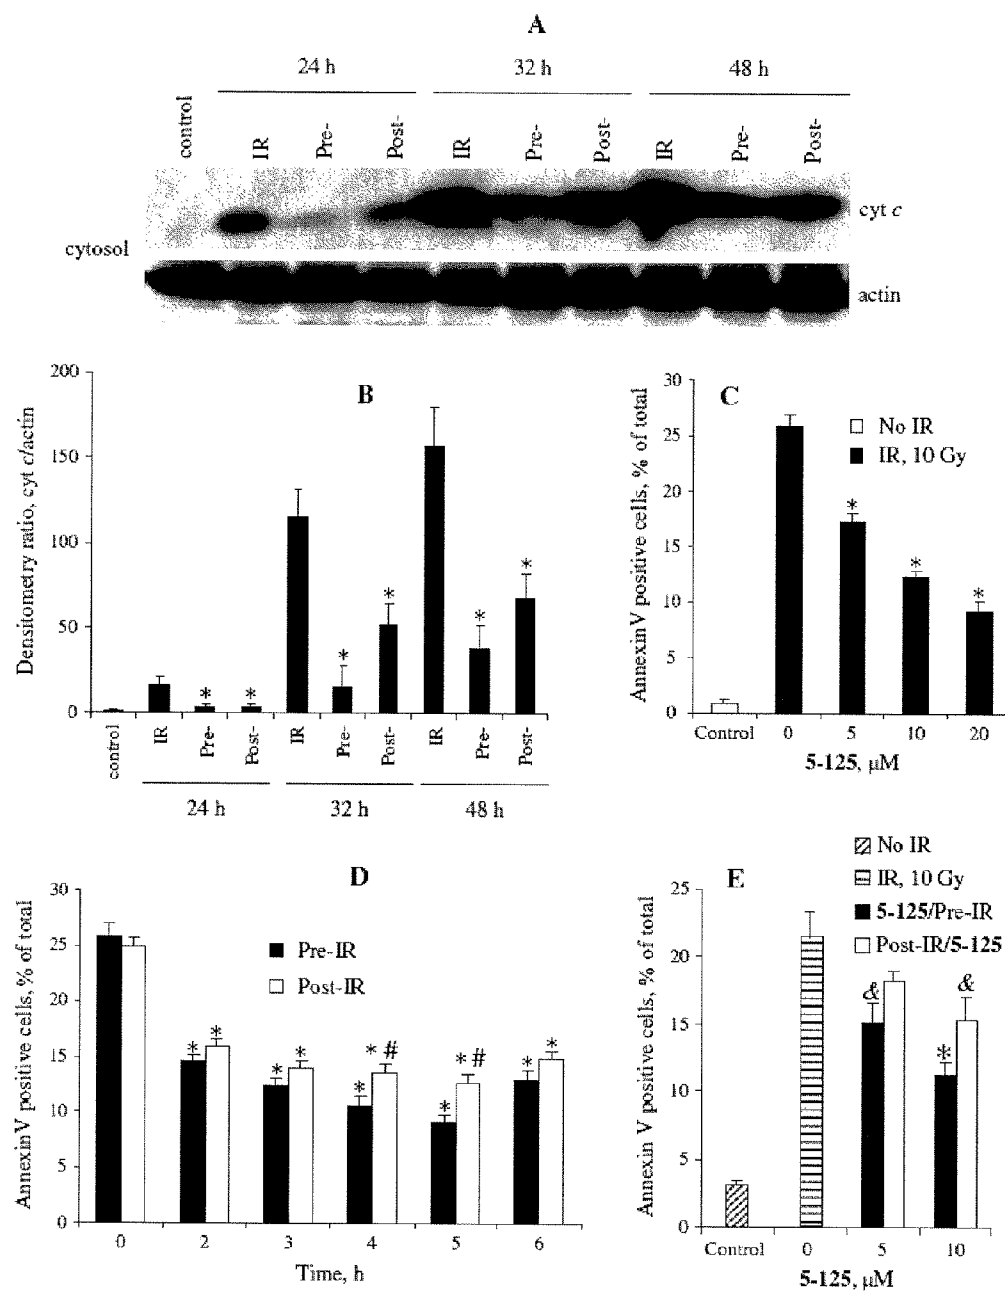 A
24 h 32 h 48 h
control IR Pre- Post- IR Pre- Post- IR Pre- Post-
cyt c
cytosol
actin
B
Densitometry ratio, cyt c/actin
200
150
100
50
0
* * * * * *
control IR Pre- Post- IR Pre- Post- IR Pre- Post-
24 h 32 h 48 h
C
AnnexinV positive cells, % of total
30
25
20
15
10
5
0
No IR
IR, 10 Gy
* * *
Control 0 5 10 20
5-125, µM
D
AnnexinV positive cells, % of total
30
25
20
15
10
5
0
Pre-IR
Post-IR
* * * * * *# * *# * *
0 2 3 4 5 6
Time, h
E
Annexin V positive cells, % of total
25
20
15
10
5
0
No IR
IR, 10 Gy
5-125/Pre-IR
Post-IR/5-125
& * &
Control 0 5 10
5-125, µM